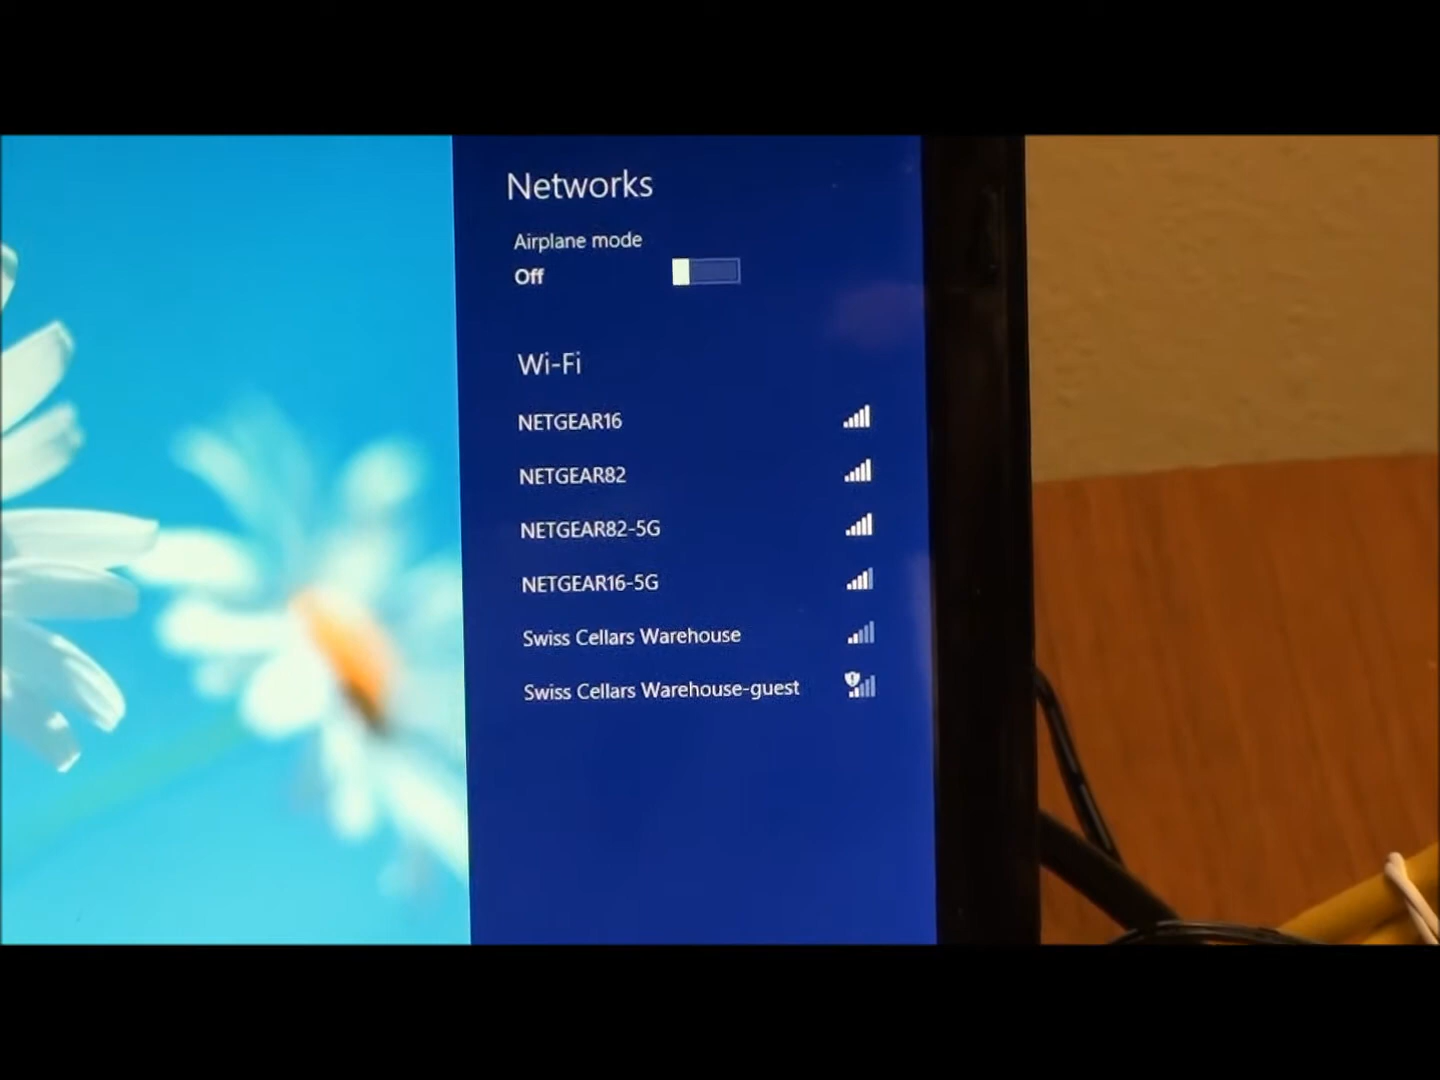 Networks
Airplane mode
Off
Wi-Fi
NETGEAR16
NETGEAR82
NETGEAR82-5G
NETGEAR16-5G
Swiss Cellars Warehouse
Swiss Cellars Warehouse-guest